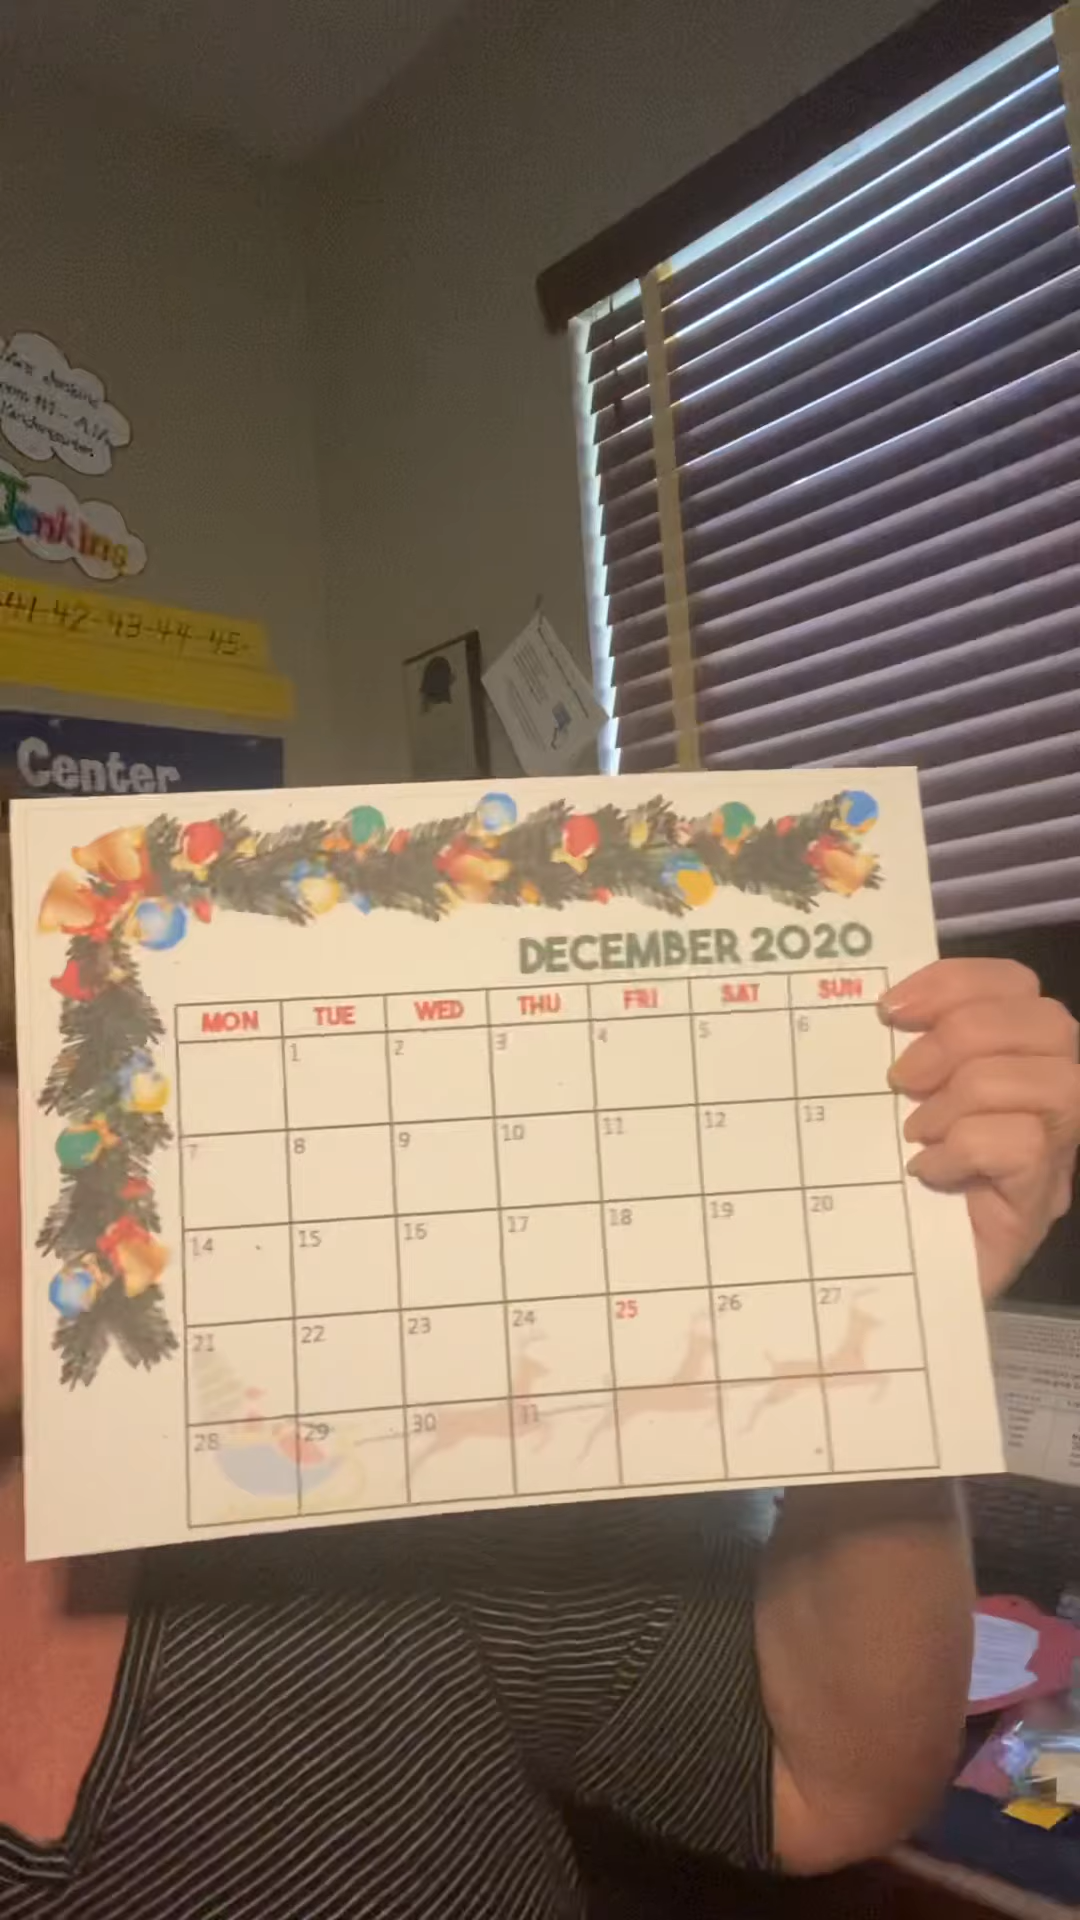 Jenkins
41-42-43-44-45-
Center
DECEMBER 2020
MON TUE WED THU FRI SAT SUN
1 2 3 4 5 6
7 8 9 10 11 12 13
14 15 16 17 18 19 20
21 22 23 24 25 26 27
28 29 30 31